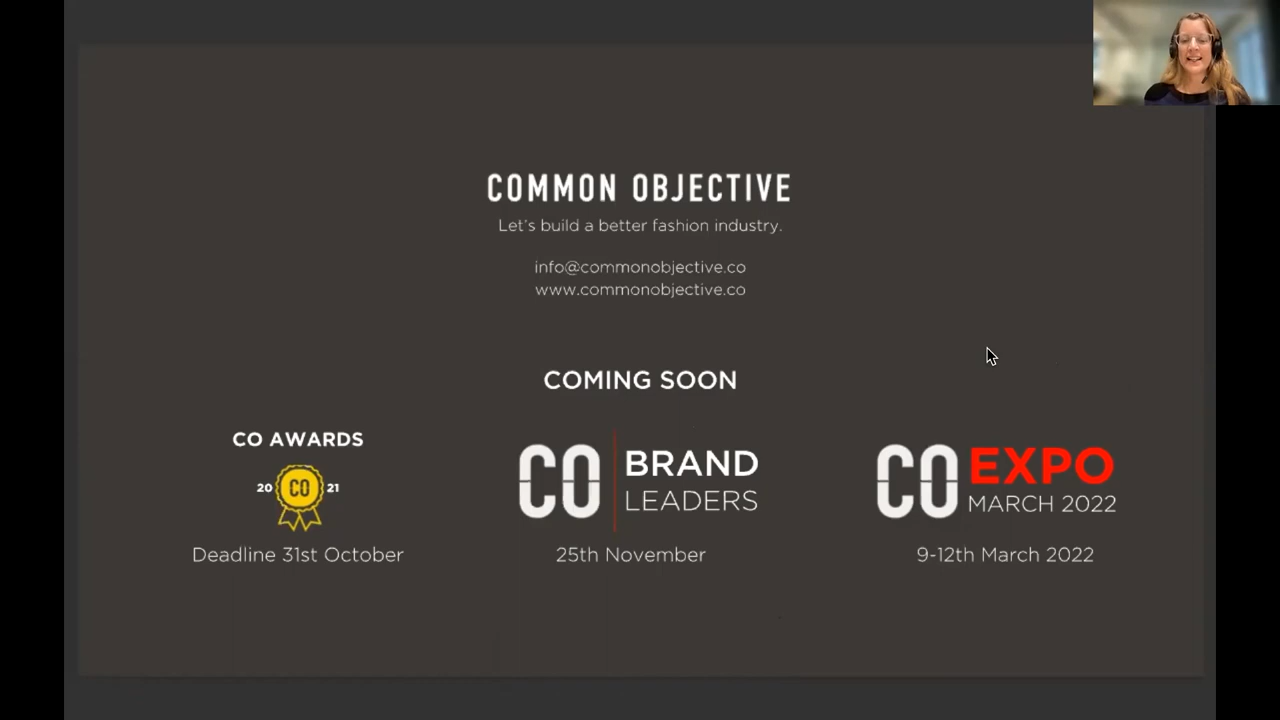 COMMON OBJECTIVE
Let's build a better fashion industry.
info@commonobjective.co
www.commonobjective.co
COMING SOON
CO AWARDS
20 CO 21
Deadline 31st October
CO BRAND
LEADERS
25th November
CO EXPO
MARCH 2022
9-12th March 2022